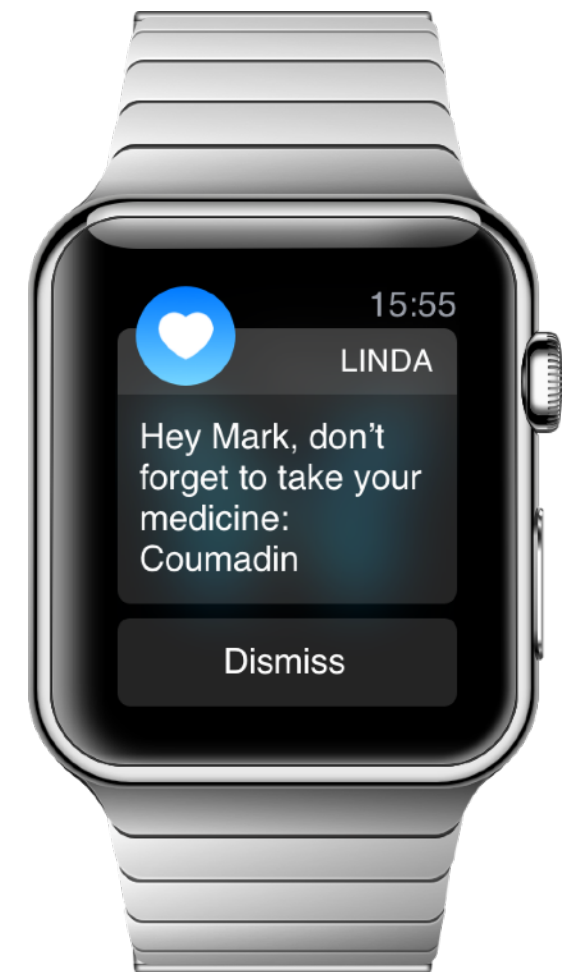 15:55
LINDA
Hey Mark, don’t
forget to take your
medicine:
Coumadin
Dismiss